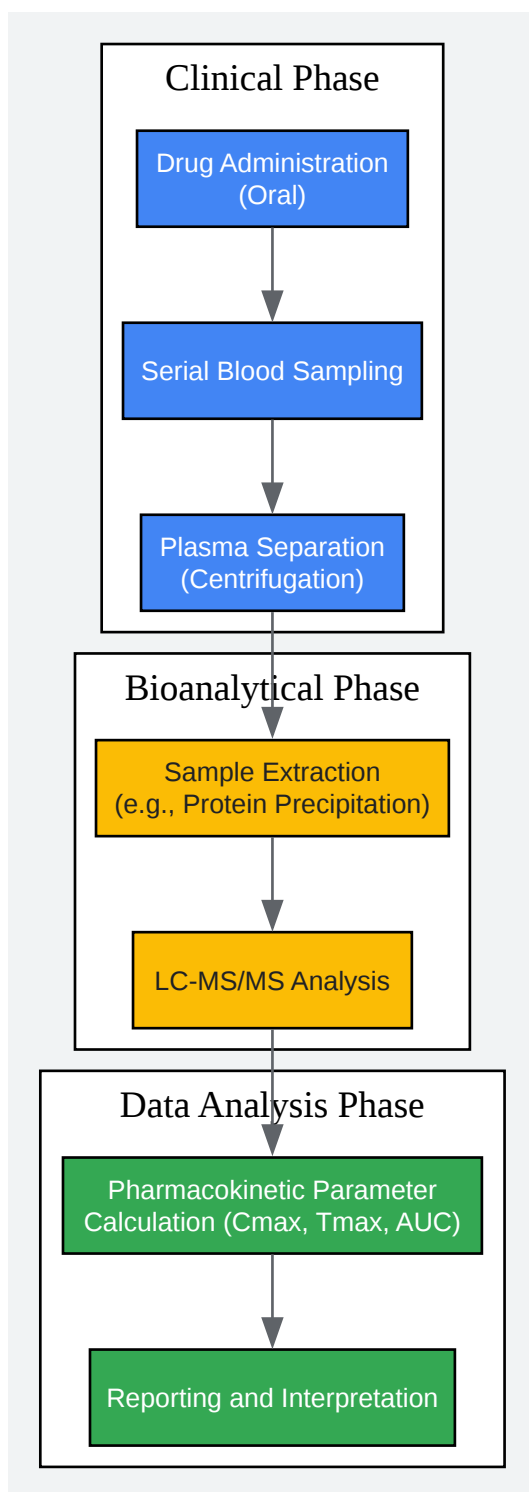 Clinical Phase
Drug Administration
(Oral)
Serial Blood Sampling
Plasma Separation
(Centrifugation)
Bioanalytical Phase
Sample Extraction
(e.g., Protein Precipitation)
LC-MS/MS Analysis
Data Analysis Phase
Pharmacokinetic Parameter
Calculation (Cmax, Tmax, AUC)
Reporting and Interpretation